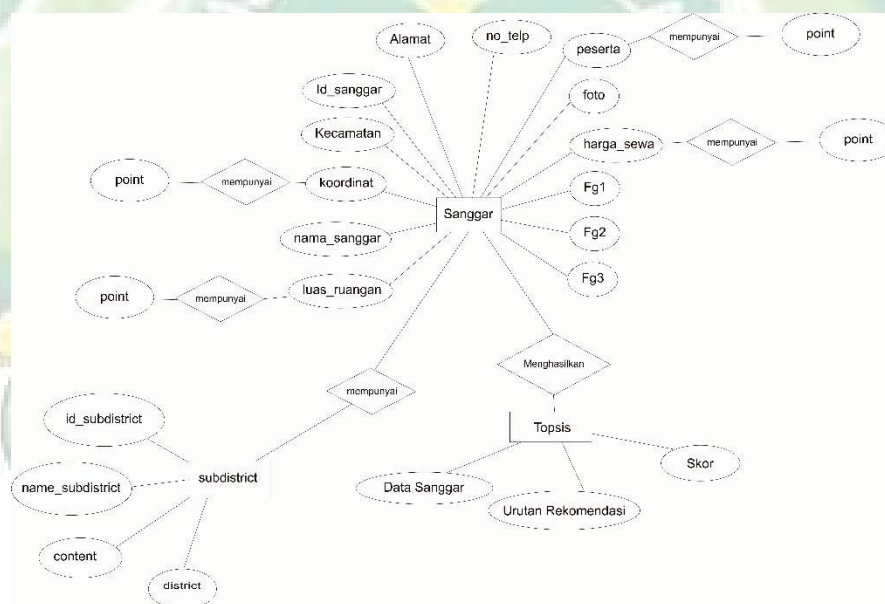 Alamat
no_telp
peserta
mempunyai
point
Id_sanggar
foto
Kecamatan
harga_sewa
mempunyai
point
point
mempunyai
koordinat
Fg1
Sanggar
nama_sanggar
Fg2
Fg3
point
mempunyai
luas_ruangan
Menghasilkan
mempunyai
id_subdistrict
Topsis
subdistrict
Skor
name_subdistrict
Data Sanggar
Urutan Rekomendasi
content
district